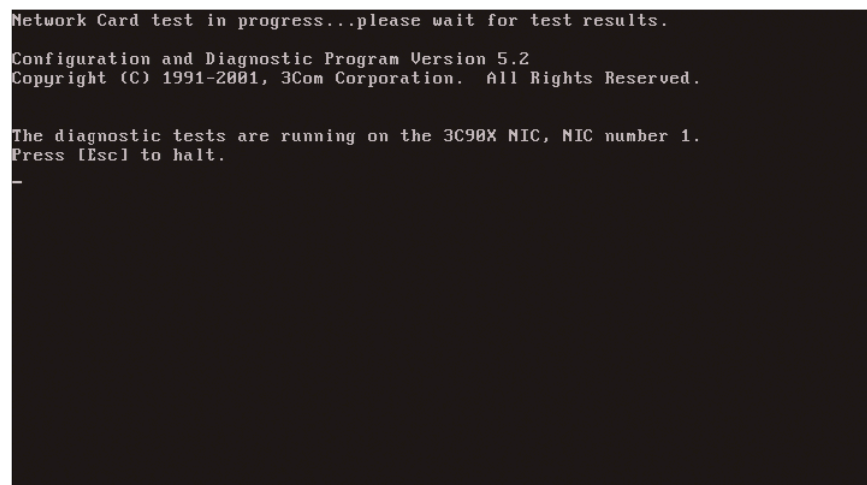 Network Card test in progress...please wait for test results.
Configuration and Diagnostic Program Version 5.2
Copyright (C) 1991-2001, 3Com Corporation.  All Rights Reserved.
The diagnostic tests are running on the 3C90X NIC, NIC number 1.
Press [Esc] to halt.